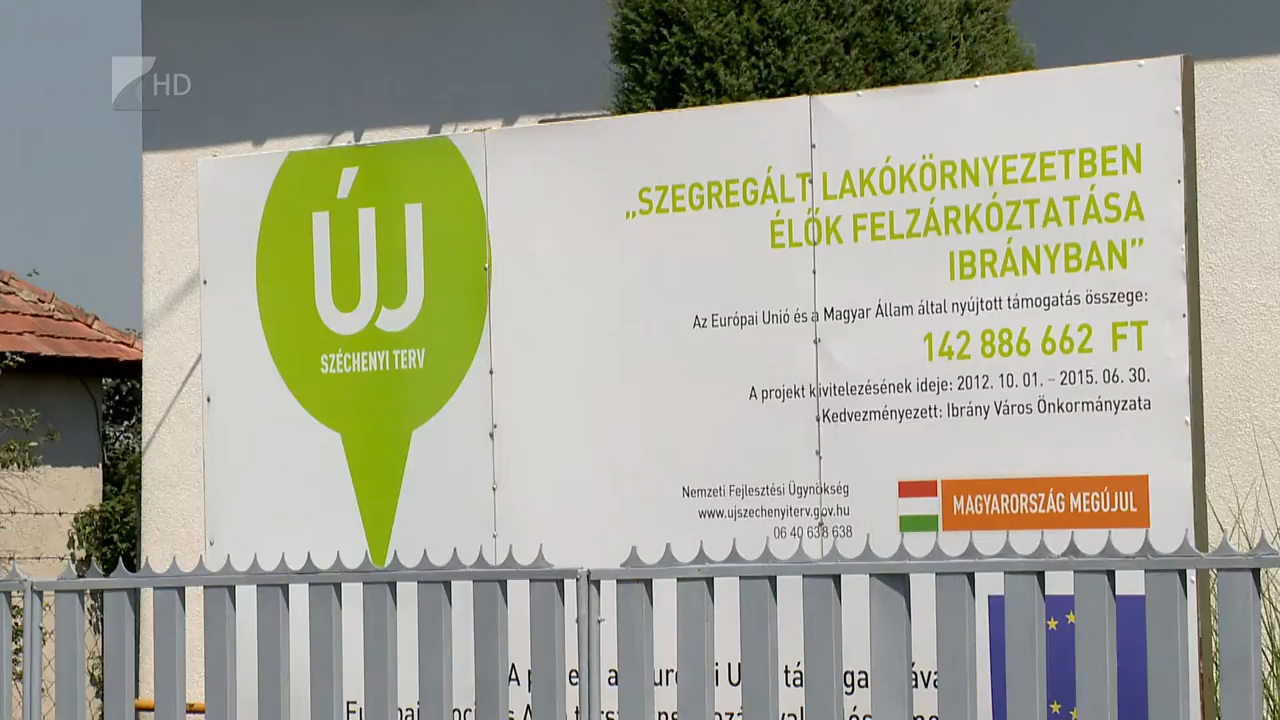 HD
ÚJ
SZÉCHENYI TERV
„SZEGREGÁLT LAKÓKÖRNYEZETBEN
ÉLŐK FELZÁRKÓZTATÁSA
IBRÁNYBAN”
Az Európai Unió és a Magyar Állam által nyújtott támogatás összege:
142 886 662 FT
A projekt kivitelezésének ideje: 2012. 10. 01. – 2015. 06. 30.
Kedvezményezett: Ibrány Város Önkormányzata
Nemzeti Fejlesztési Ügynökség
www.ujszechenyiterv.gov.hu
06 40 638 638
MAGYARORSZÁG MEGÚJUL
A